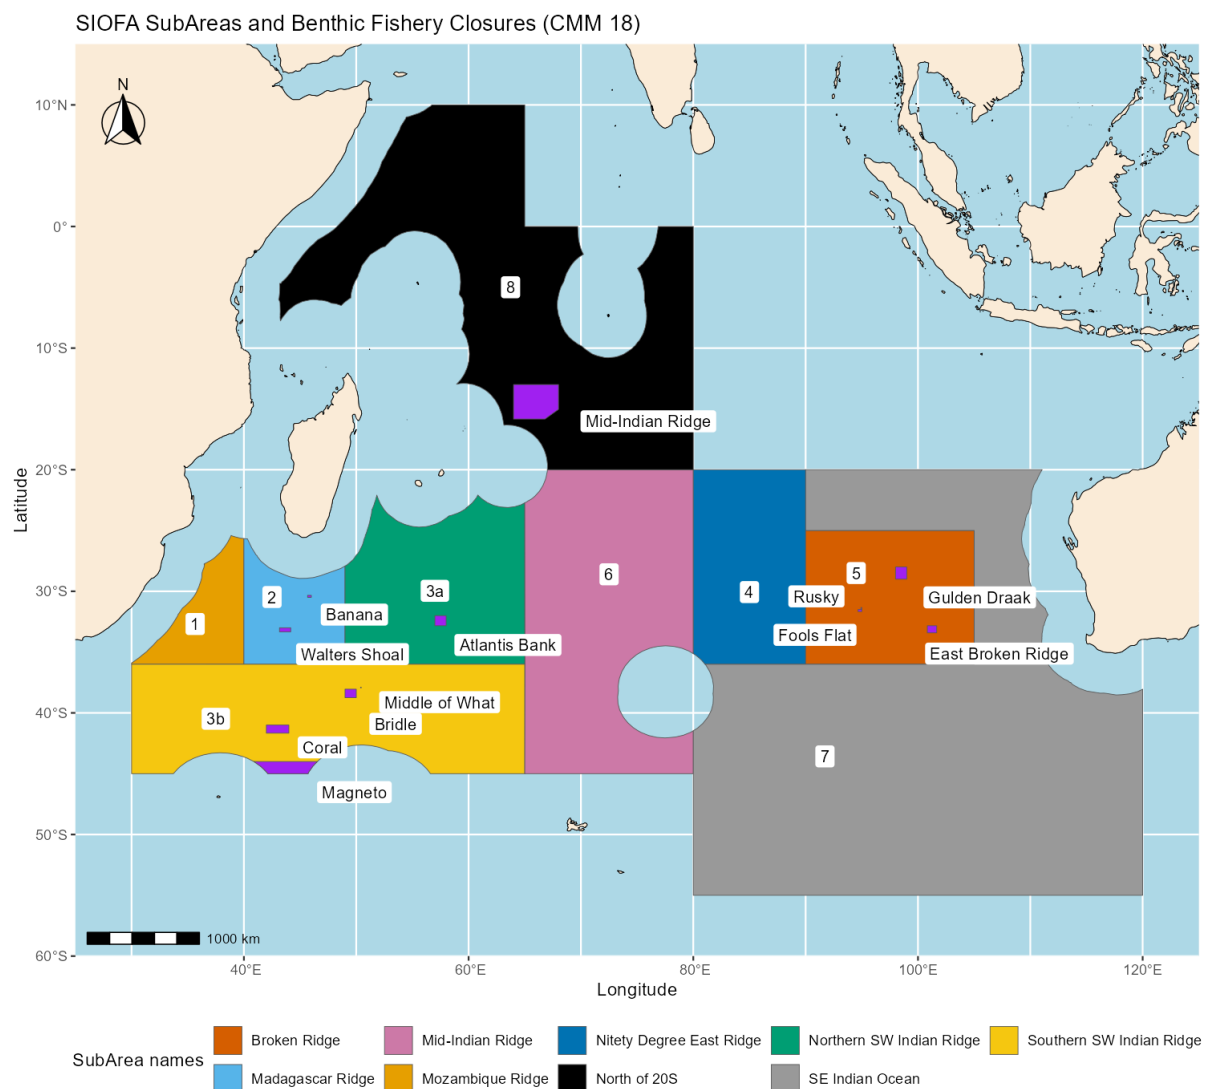 SIOFA SubAreas and Benthic Fishery Closures (CMM 18)
N
10°N
0°
10°S
20°S
30°S
40°S
50°S
60°S
Latitude
8
Mid-Indian Ridge
6
3a
2
5
4
Banana
Rusky
Gulden Draak
1
Atlantis Bank
Fools Flat
Walters Shoal
East Broken Ridge
Middle of What
3b
Bridle
Coral
7
Magneto
1000 km
40°E
60°E
80°E
100°E
120°E
Longitude
SubArea names
Broken Ridge
Mid-Indian Ridge
Nitety Degree East Ridge
Northern SW Indian Ridge
Southern SW Indian Ridge
Madagascar Ridge
Mozambique Ridge
North of 20S
SE Indian Ocean